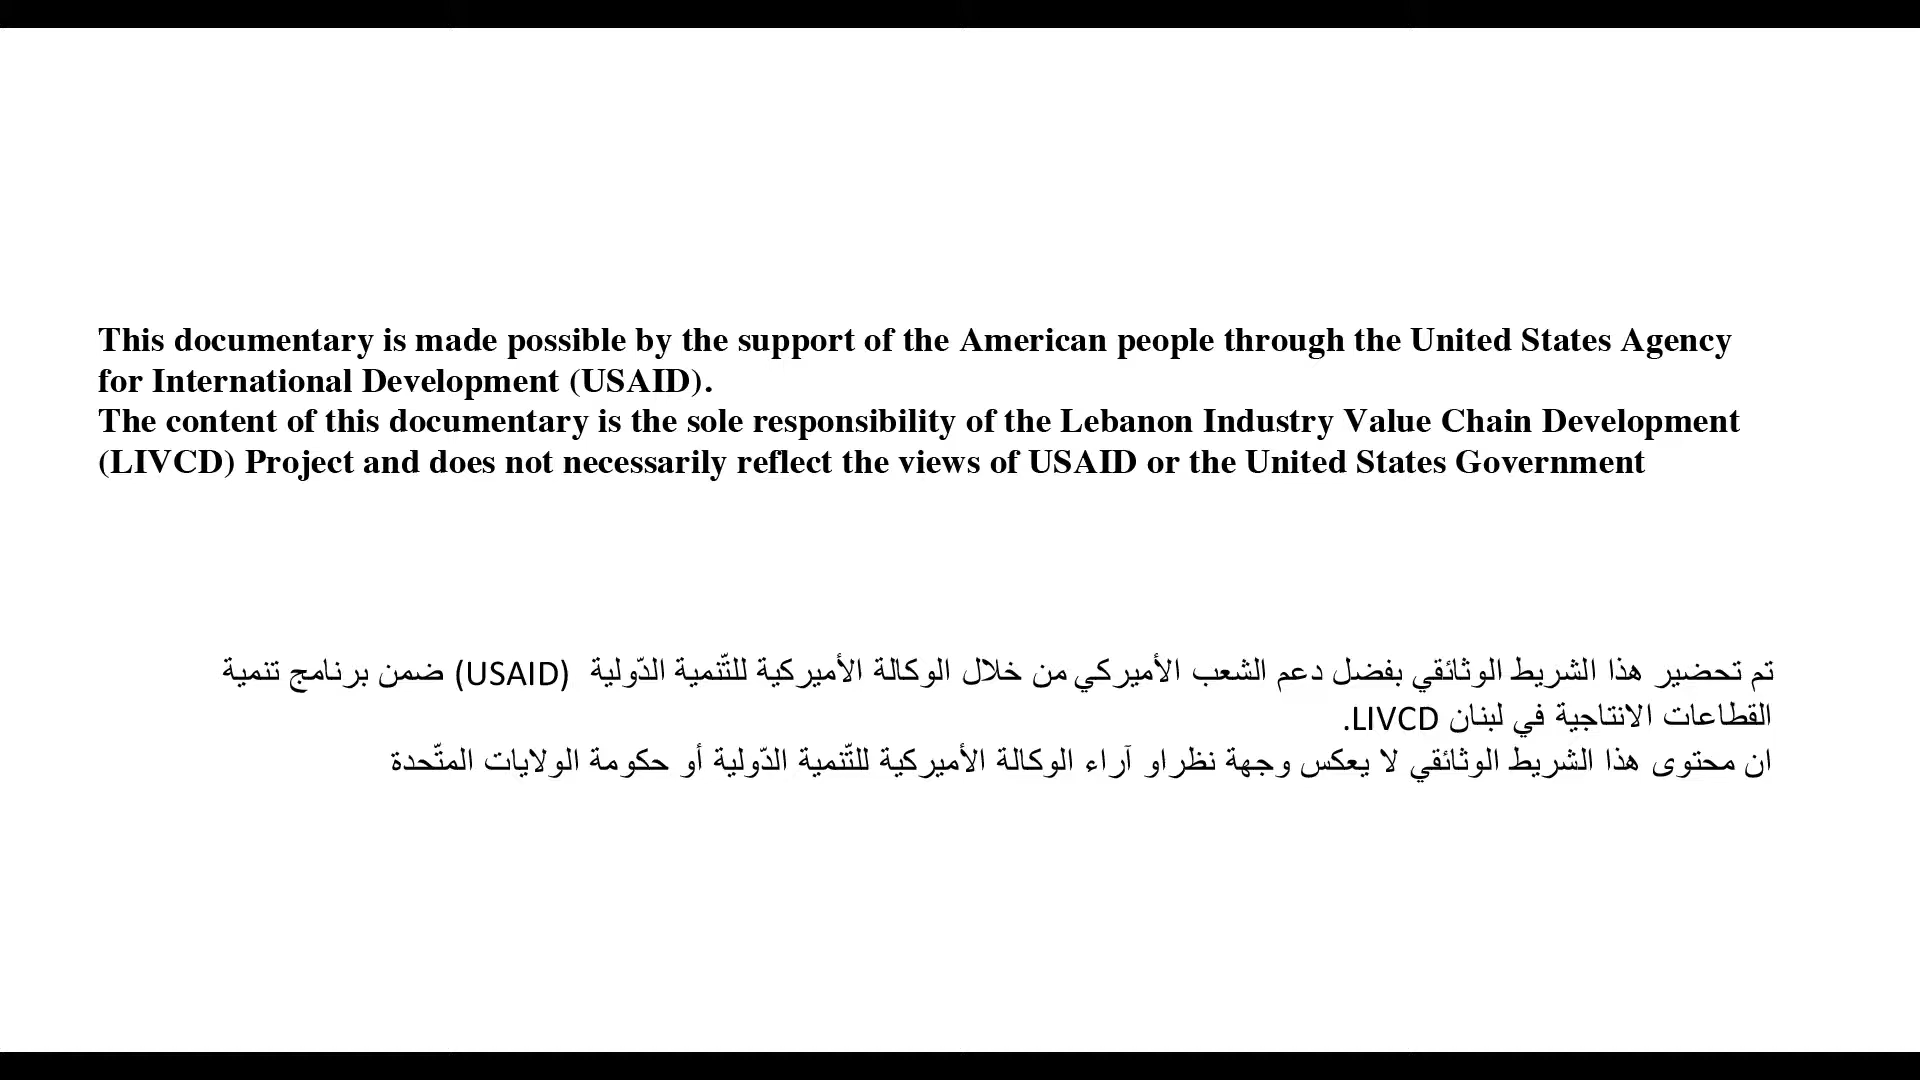 This documentary is made possible by the support of the American people through the United States Agency
for International Development (USAID).
The content of this documentary is the sole responsibility of the Lebanon Industry Value Chain Development
(LIVCD) Project and does not necessarily reflect the views of USAID or the United States Government
تم تحضير هذا الشريط الوثائقي بفضل دعم الشعب الأميركي من خلال الوكالة الأميركية للتّنمية الدّولية (USAID) ضمن برنامج تنمية
القطاعات الانتاجية في لبنان LIVCD.
ان محتوى هذا الشريط الوثائقي لا يعكس وجهة نظراو آراء الوكالة الأميركية للتّنمية الدّولية أو حكومة الولايات المتّحدة